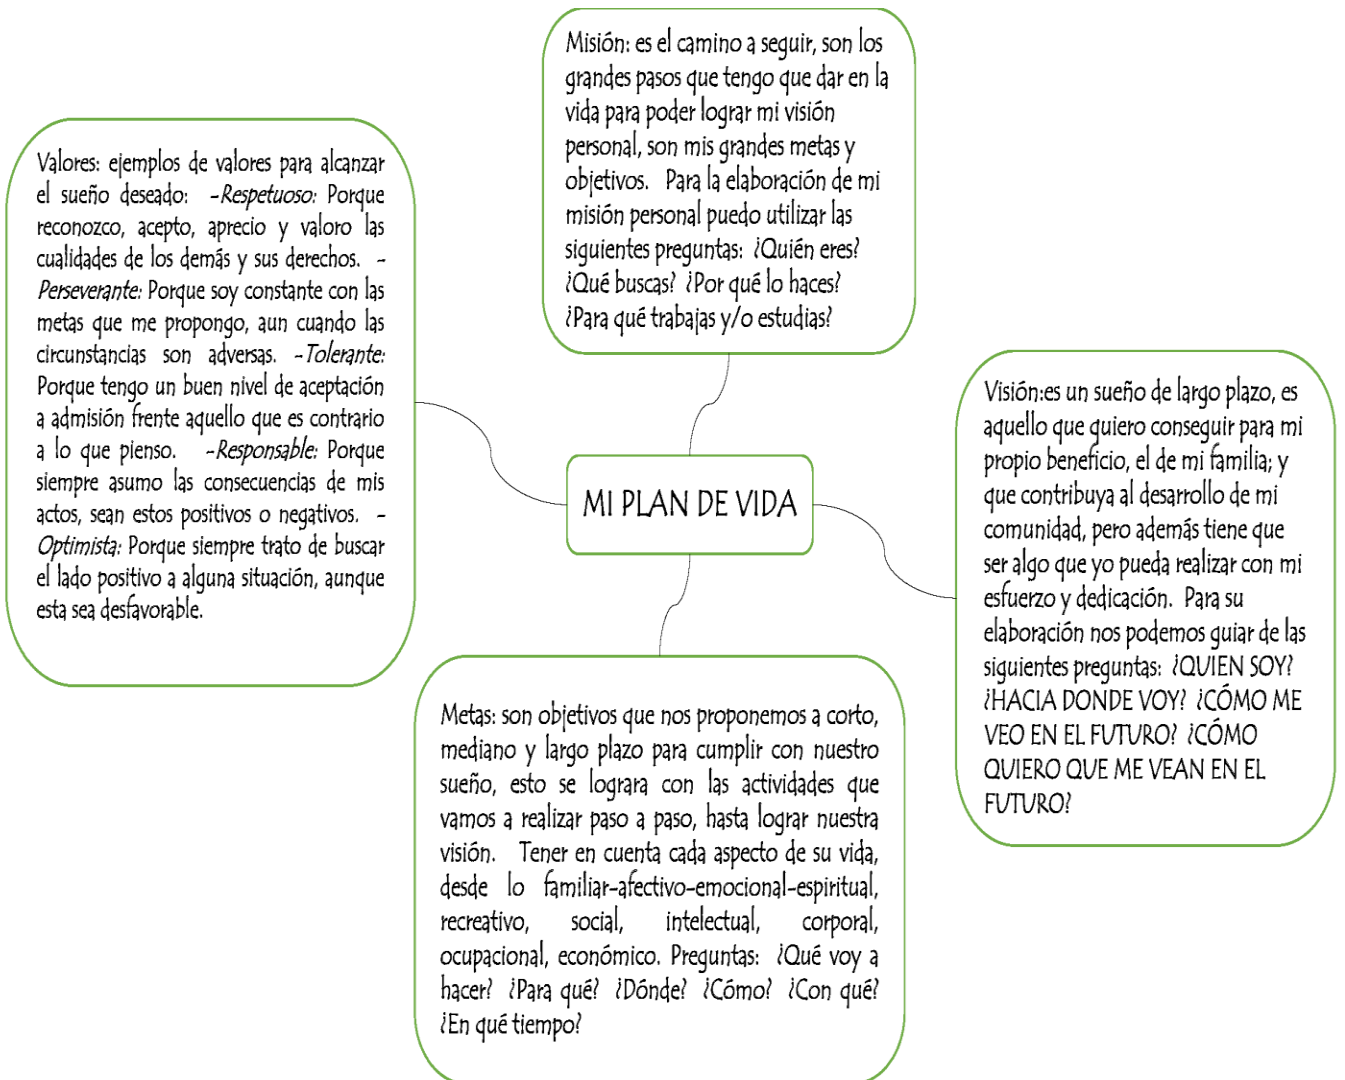 Misión: es el camino a seguir, son los
grandes pasos que tengo que dar en la
vida para poder lograr mi visión
personal, son mis grandes metas y
objetivos. Para la elaboración de mi
misión personal puedo utilizar las
siguientes preguntas: ¿Quién eres?
¿Qué buscas? ¿Por qué lo haces?
¿Para qué trabajas y/o estudias?
Valores: ejemplos de valores para alcanzar
el sueño deseado: -Respetuoso: Porque
reconozco, acepto, aprecio y valoro las
cualidades de los demás y sus derechos. -
Perseverante: Porque soy constante con las
metas que me propongo, aun cuando las
circunstancias son adversas. -Tolerante:
Porque tengo un buen nivel de aceptación
a admisión frente aquello que es contrario
a lo que pienso. -Responsable: Porque
siempre asumo las consecuencias de mis
actos, sean estos positivos o negativos. -
Optimista: Porque siempre trato de buscar
el lado positivo a alguna situación, aunque
esta sea desfavorable.
MI PLAN DE VIDA
Visión:es un sueño de largo plazo, es
aquello que quiero conseguir para mi
propio beneficio, el de mi familia; y
que contribuya al desarrollo de mi
comunidad, pero además tiene que
ser algo que yo pueda realizar con mi
esfuerzo y dedicación. Para su
elaboración nos podemos guiar de las
siguientes preguntas: ¿QUIEN SOY?
¿HACIA DONDE VOY? ¿CÓMO ME
VEO EN EL FUTURO? ¿CÓMO
QUIERO QUE ME VEAN EN EL
FUTURO?
Metas: son objetivos que nos proponemos a corto,
mediano y largo plazo para cumplir con nuestro
sueño, esto se lograra con las actividades que
vamos a realizar paso a paso, hasta lograr nuestra
visión. Tener en cuenta cada aspecto de su vida,
desde lo familiar-afectivo-emocional-espiritual,
recreativo, social, intelectual, corporal,
ocupacional, económico. Preguntas: ¿Qué voy a
hacer? ¿Para qué? ¿Dónde? ¿Cómo? ¿Con qué?
¿En qué tiempo?